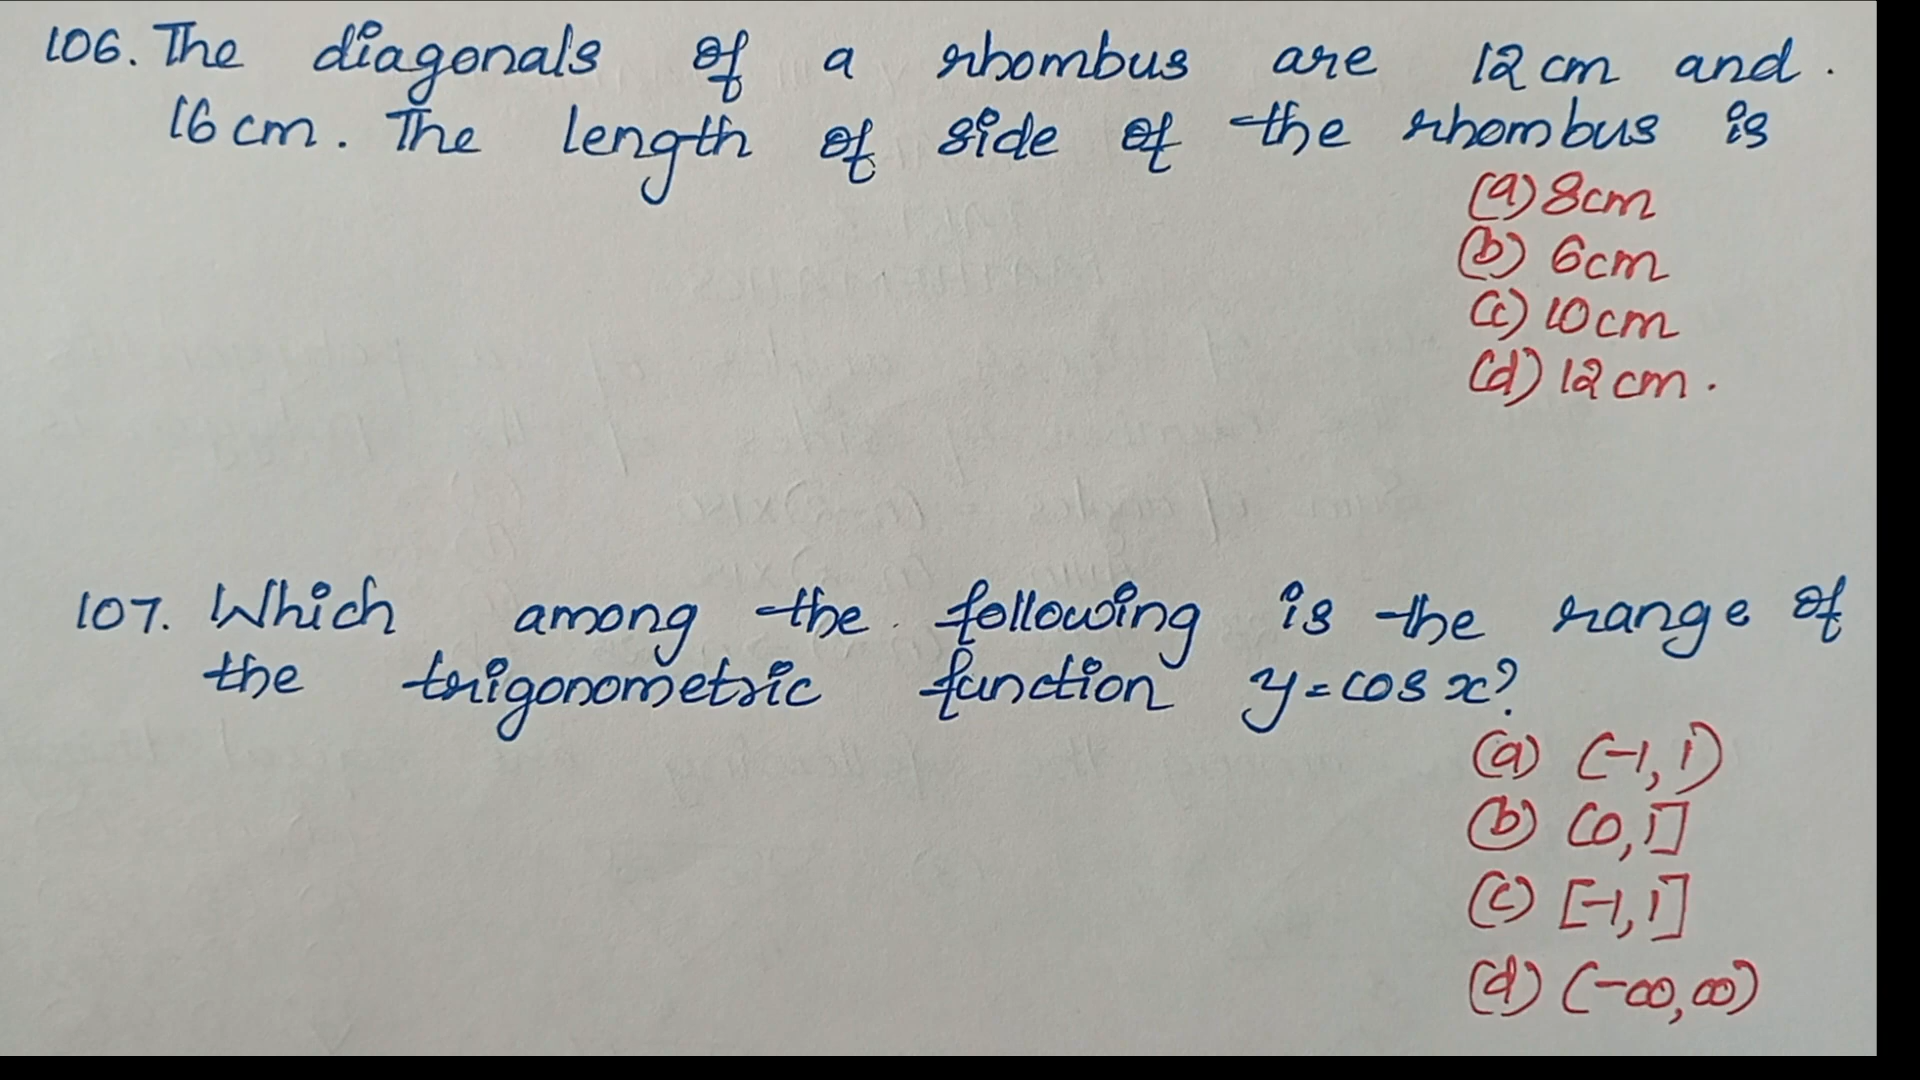 106. The diagonals of a rhombus are 12 cm and
16 cm. The length of side of the rhombus is
(a) 8cm
(b) 6cm
(c) 10cm
(d) 12cm.
107. Which among the following is the range of
the trigonometric function y = cos x?
(a) (-1, 1)
(b) (0, 1]
(c) [-1, 1]
(d) (-∞, ∞)